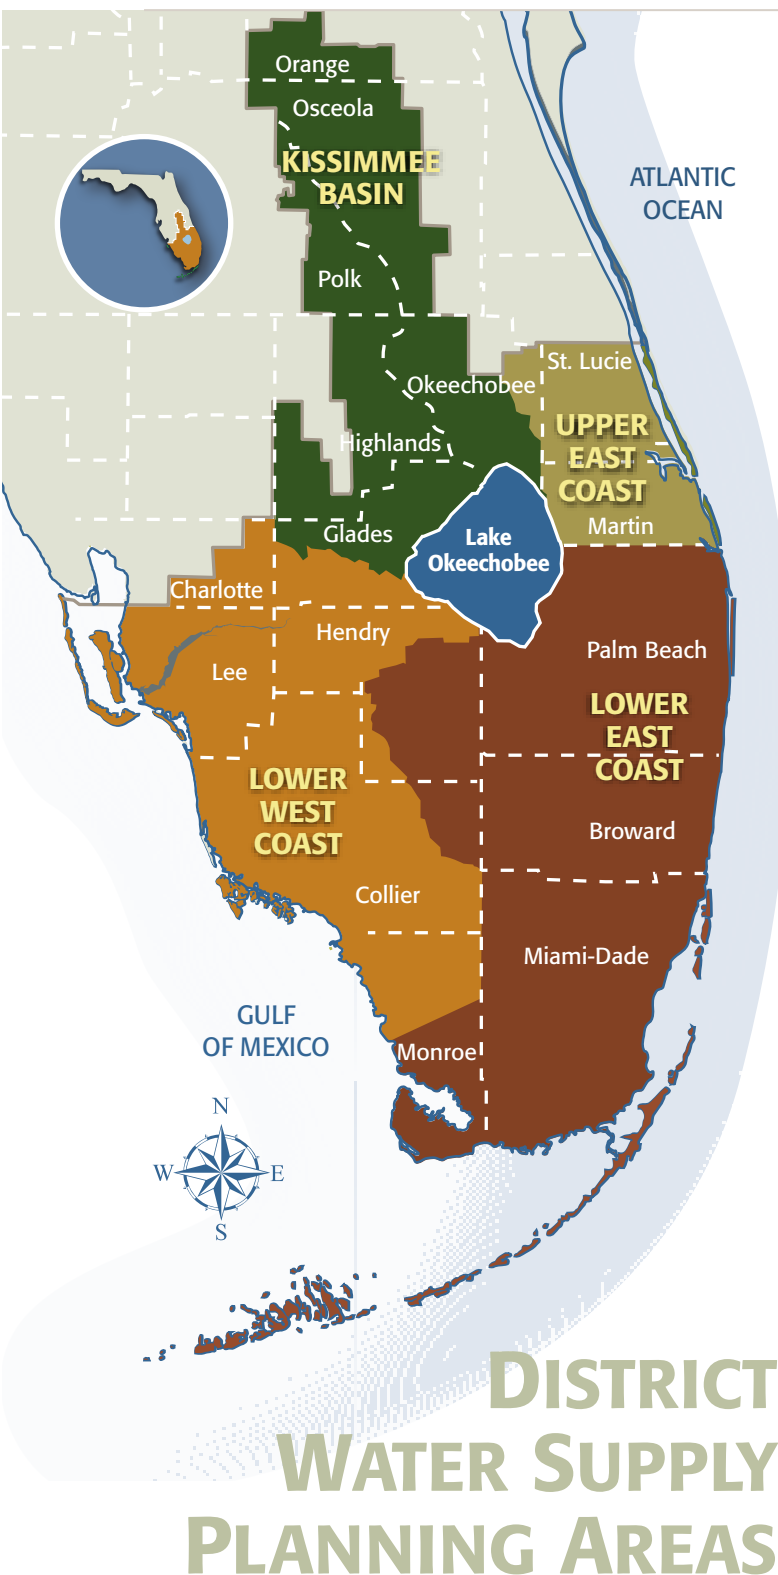 Orange
Osceola
KISSIMMEE
BASIN
ATLANTIC
OCEAN
Polk
St. Lucie
Okeechobee
UPPER
EAST
COAST
Highlands
Martin
Glades
Lake
Okeechobee
Charlotte
Hendry
Lee
Palm Beach
LOWER
EAST
COAST
LOWER
WEST
COAST
Broward
Collier
Miami-Dade
GULF
OF MEXICO
Monroe
N
W
E
S
DISTRICT
WATER SUPPLY
PLANNING AREAS